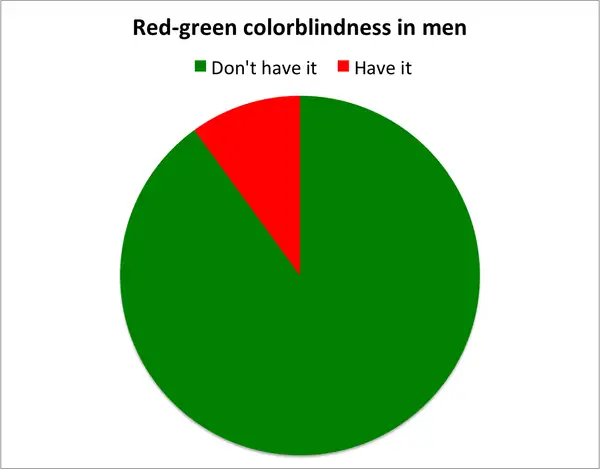 Red-green colorblindness in men
Don't have it Have it